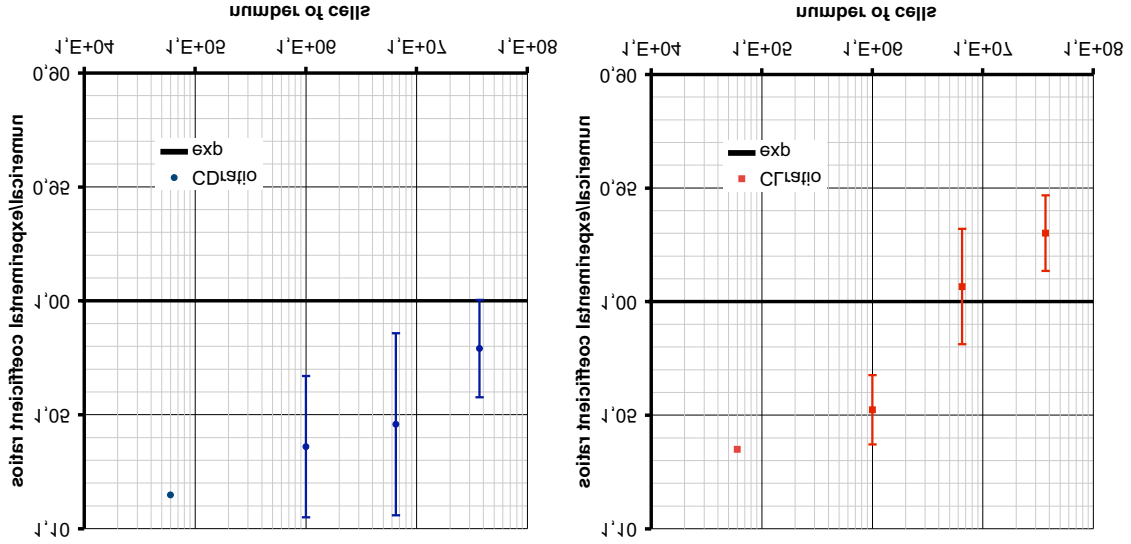 number of cells
1,E+04 1,E+05 1,E+06 1,E+07 1,E+08
0,90
0,95
1,00
1,05
1,10
numerical/experimental coefficient ratios
exp
CDratio
number of cells
1,E+04 1,E+05 1,E+06 1,E+07 1,E+08
0,90
0,95
1,00
1,05
1,10
numerical/experimental coefficient ratios
exp
CLratio